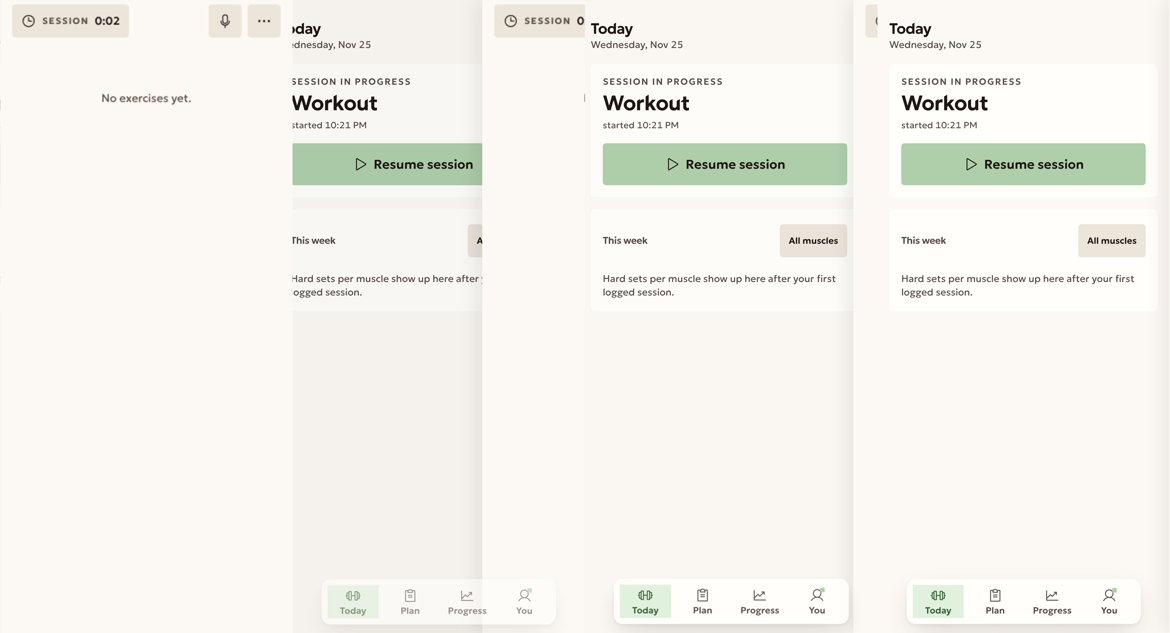 SESSION 0:02
No exercises yet.
oday
ednesday, Nov 25
SESSION IN PROGRESS
Workout
started 10:21 PM
Resume session
This week
A
Hard sets per muscle show up here after y
ogged session.
Today
Plan
Progress
You
SESSION 0
Today
Wednesday, Nov 25
SESSION IN PROGRESS
Workout
started 10:21 PM
Resume session
This week
All muscles
Hard sets per muscle show up here after your first
logged session.
Today
Plan
Progress
You
Today
Wednesday, Nov 25
SESSION IN PROGRESS
Workout
started 10:21 PM
Resume session
This week
All muscles
Hard sets per muscle show up here after your first
logged session.
Today
Plan
Progress
You